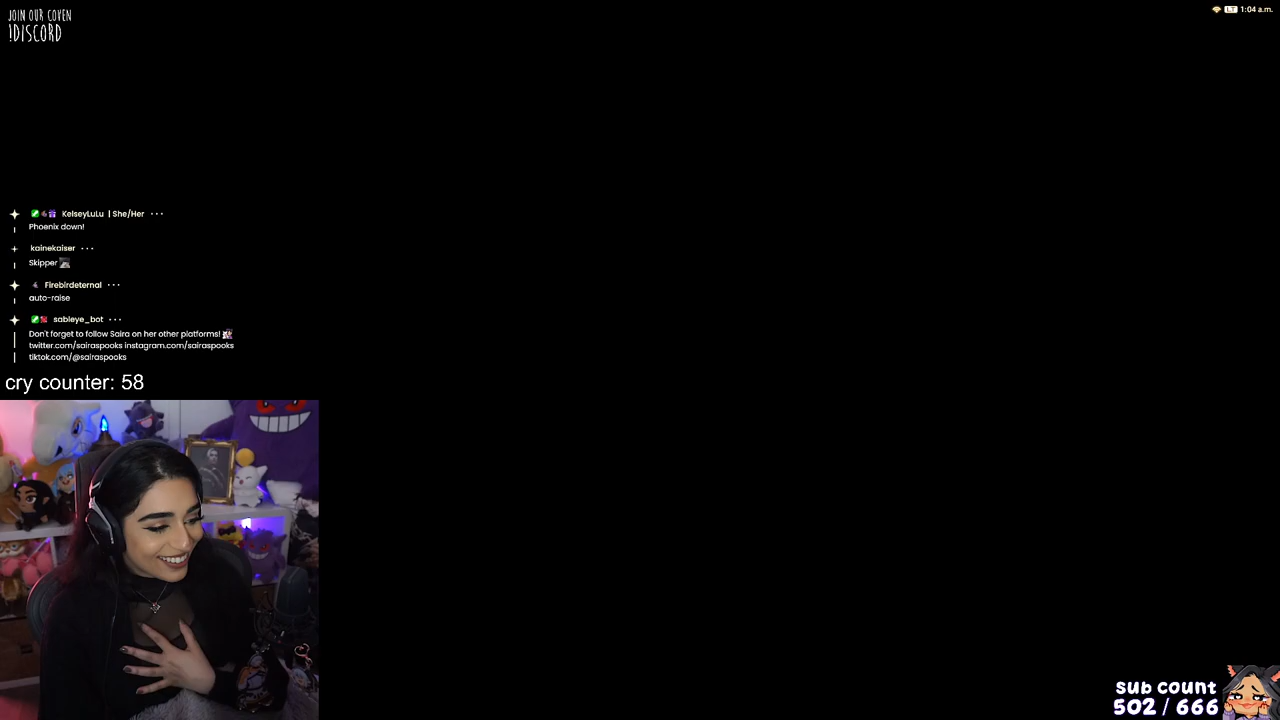 JOIN OUR COVEN
!DISCORD
LT 1:04 a.m.
KelseyLuLu | She/Her ···
Phoenix down!
kainekaiser ···
Skipper
Firebirdeternal ···
auto-raise
sableye_bot ···
Don't forget to follow Saira on her other platforms!
twitter.com/sairaspooks instagram.com/sairaspooks
tiktok.com/@sairaspooks
cry counter: 58
sub count
502 / 666